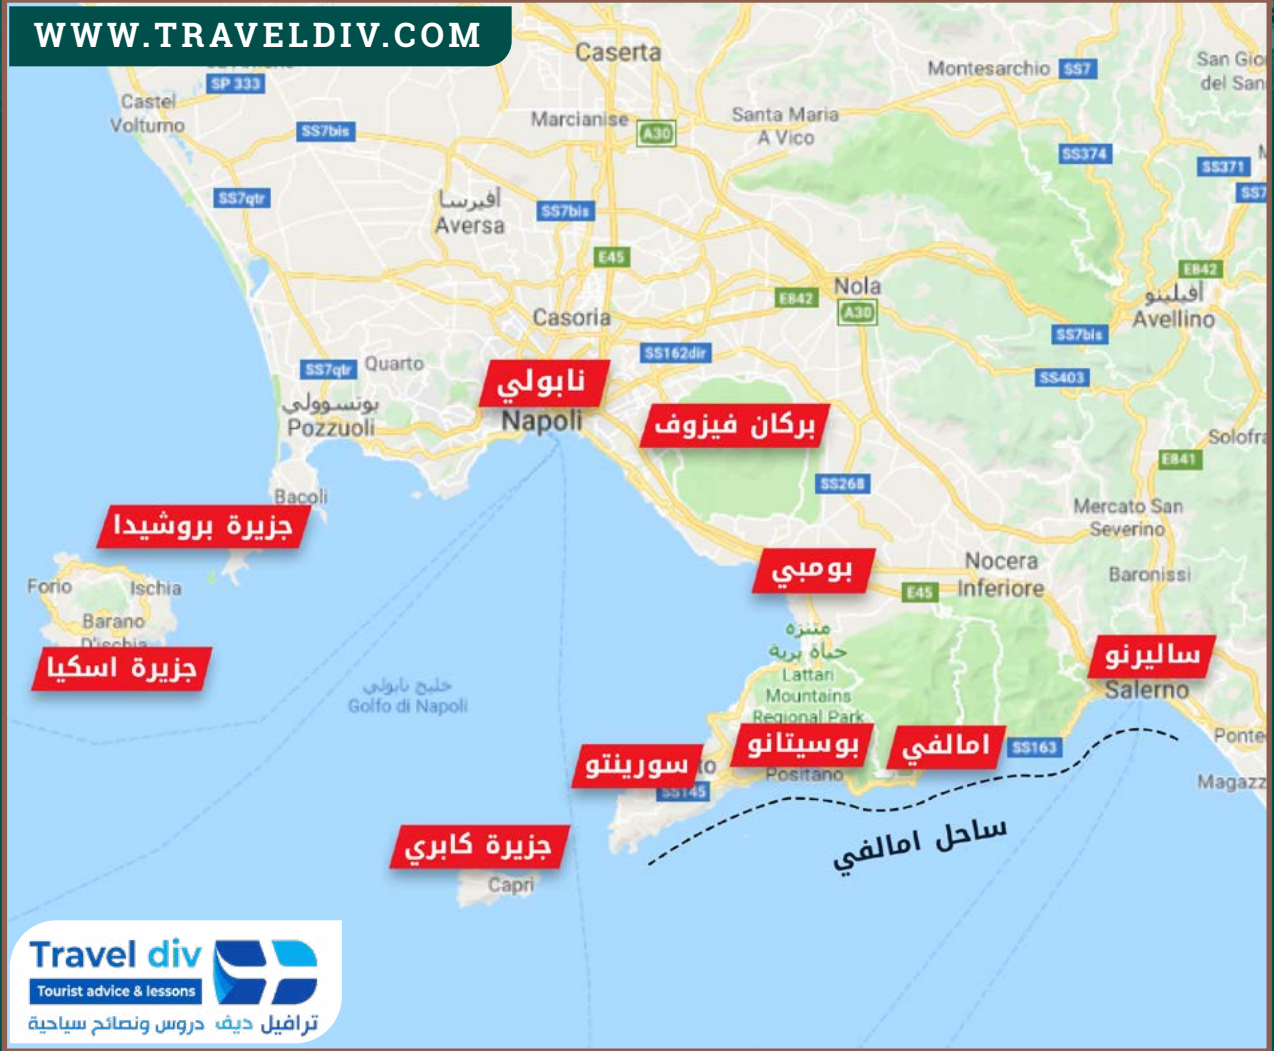 WWW.TRAVELDIV.COM
Caserta
Montesarchio
SS7
San Gio
del San
SP 333
Castel
Volturno
SS7bis
Marcianise
A30
Santa Maria
A Vico
SS374
SS371
SS7
SS7qtr
أفيرسا
Aversa
SS7bis
E45
E842
Nola
A30
E842
أفيلينو
Avellino
Casoria
SS7bis
SS162dir
SS7qtr
Quarto
SS403
نابولي
Napoli
بوتسوولي
Pozzuoli
بركان فيزوف
Solofra
E841
SS268
Bacoli
Mercato San
Severino
جزيرة بروشيدا
بومبي
Nocera
Inferiore
E45
Baronissi
Forio
Ischia
Barano
D'ischia
جزيرة اسكيا
متنزه
حياة برية
Lattari
Mountains
Regional Park
ساليرنو
Salerno
خليج نابولي
Golfo di Napoli
بوسيتانو
Positano
امالفي
SS163
Ponte
سورينتو
to
SS145
Magazz
ساحل امالفي
جزيرة كابري
Capri
Travel div
Tourist advice & lessons
ترافيل ديف دروس ونصائح سياحية